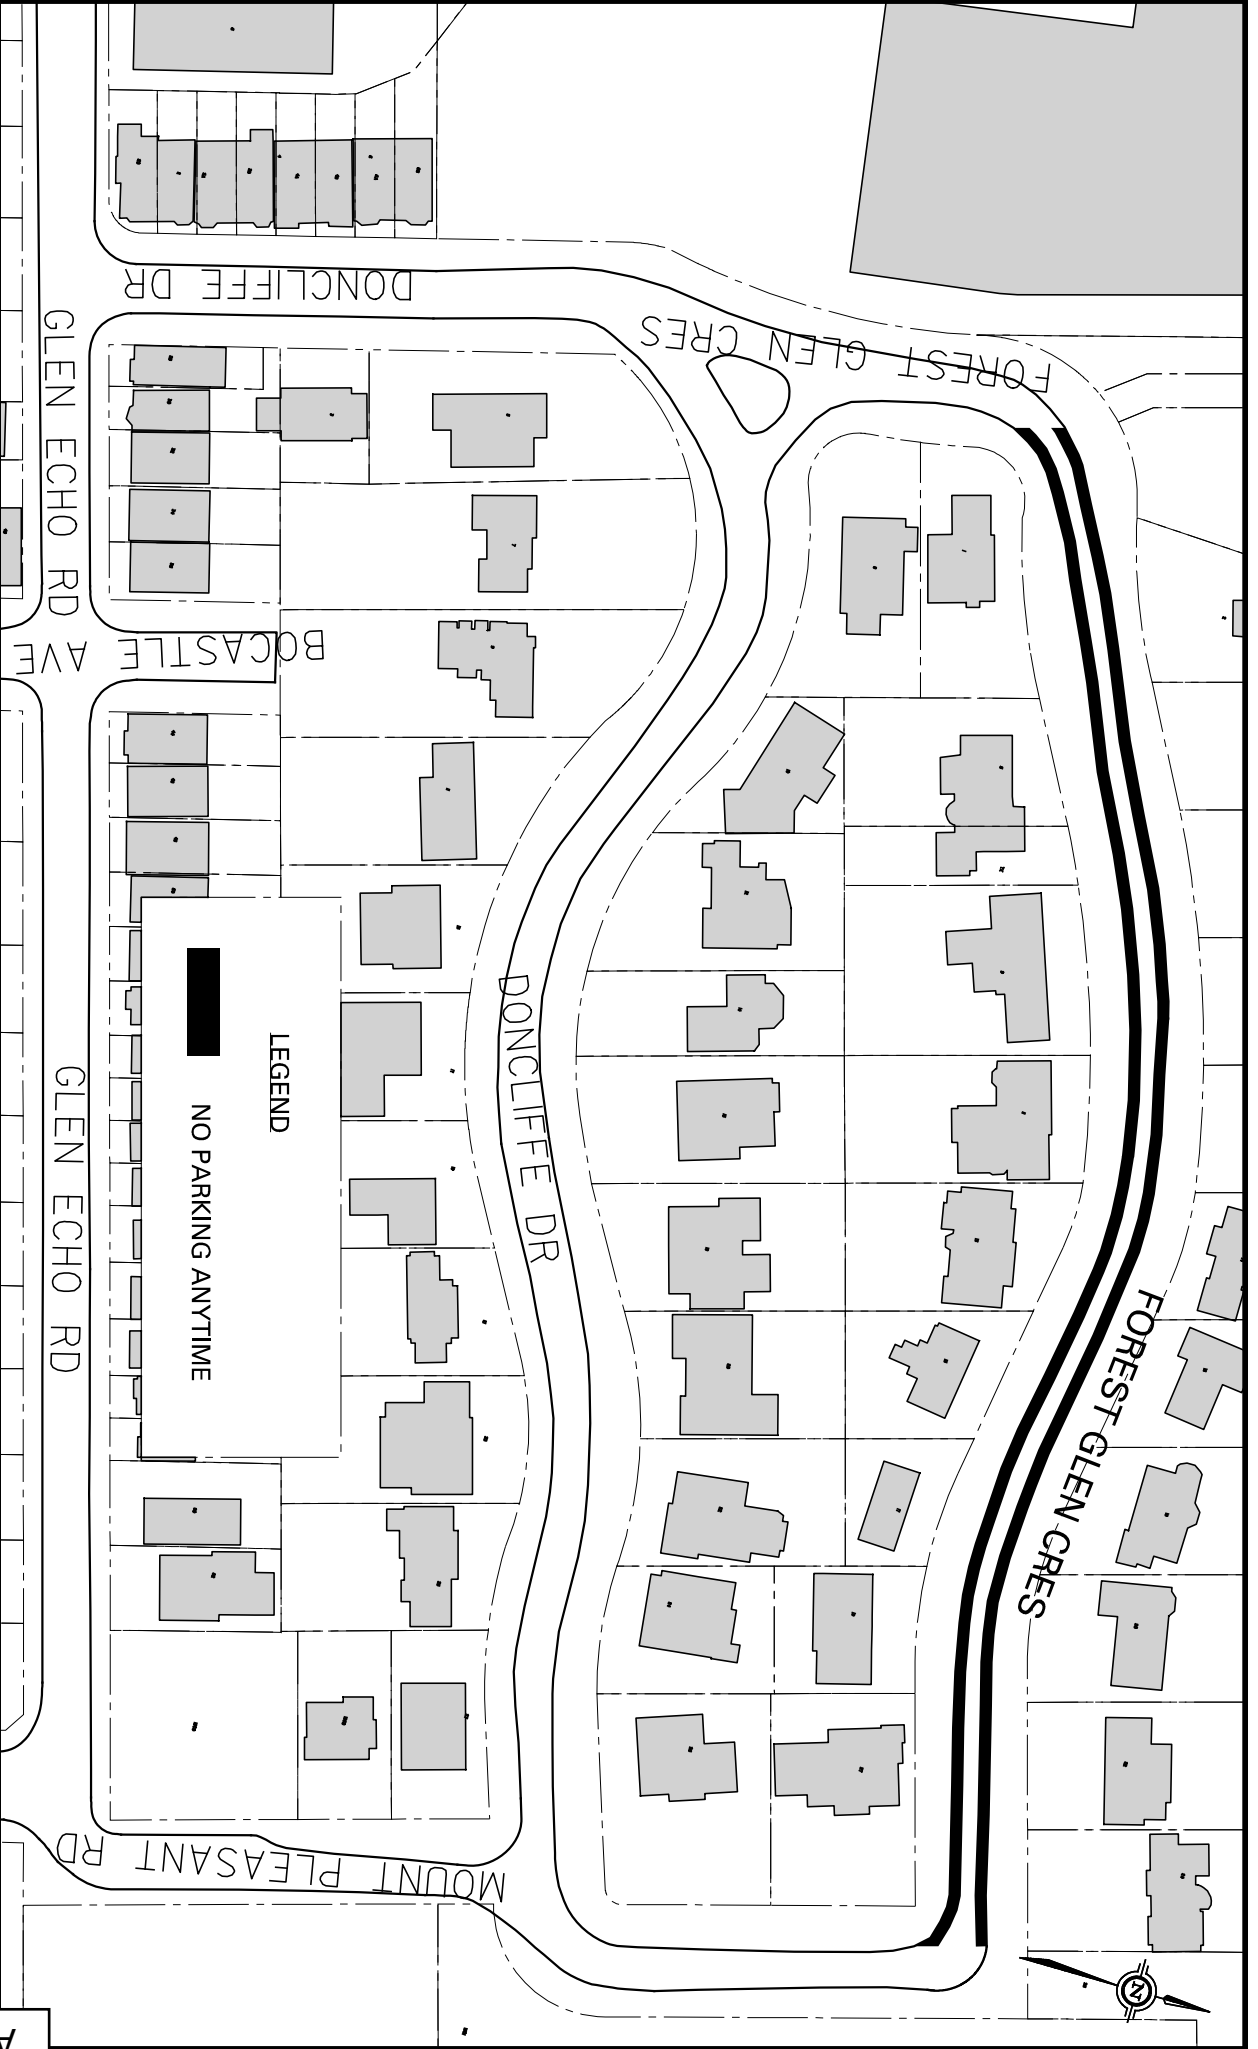 DONCLIFFE DR
FOREST GLEN CRES
GLEN ECHO RD
BOCASTLE AVE
LEGEND
NO PARKING ANYTIME
DONCLIFFE DR
GLEN ECHO RD
FOREST GLEN CRES
MOUNT PLEASANT RD
N
A